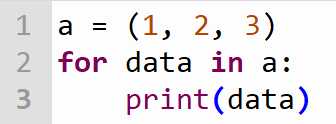 1 a = (1, 2, 3)
2 for data in a:
3     print(data)